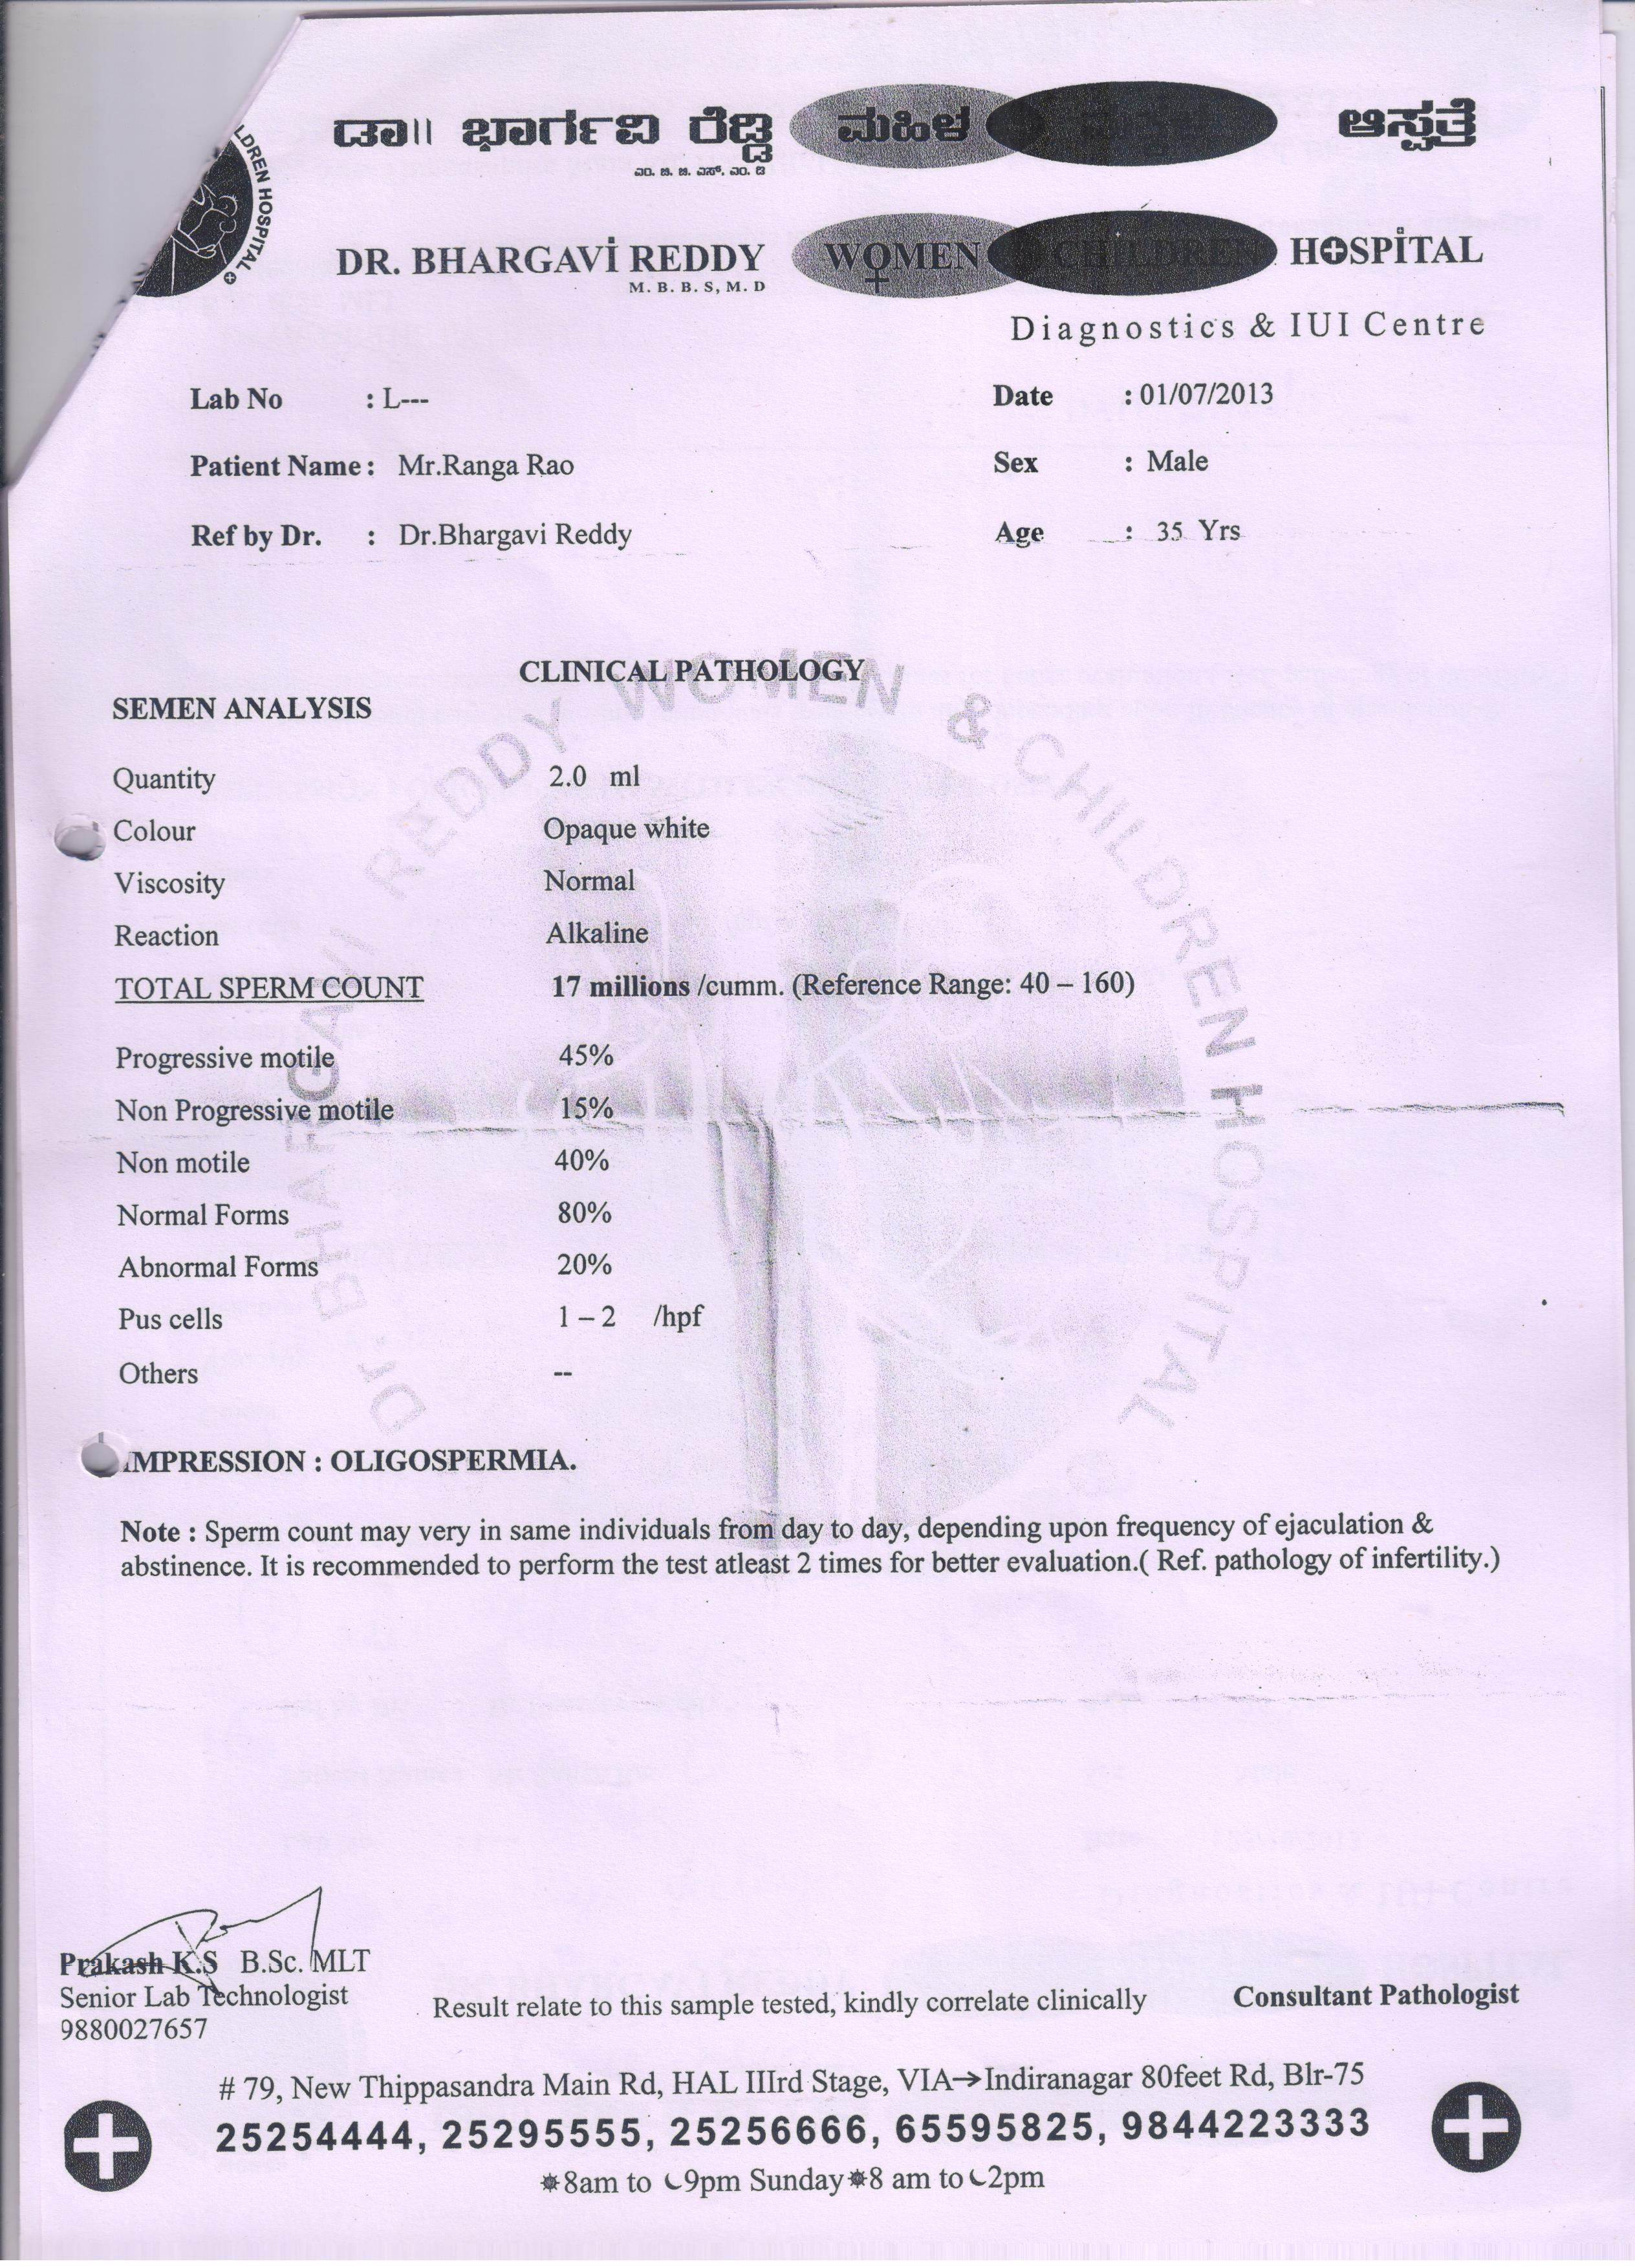 ಡಾ|| ಭಾರ್ಗವಿ ರೆಡ್ಡಿ ಮಹಿಳ ಆಸ್ಪತ್ರೆ
ಎಂ. ಬಿ. ಬಿ. ಎಸ್. ಎಂ. ಡಿ
LDREN HOSPITAL
DR. BHARGAVI REDDY WOMEN CHILDREN HOSPITAL
M. B. B. S, M. D
Diagnostics & IUI Centre
Lab No : L--- Date : 01/07/2013
Patient Name : Mr.Ranga Rao Sex : Male
Ref by Dr. : Dr.Bhargavi Reddy Age : 35 Yrs
CLINICAL PATHOLOGY
SEMEN ANALYSIS
Quantity 2.0 ml
Colour Opaque white
Viscosity Normal
Reaction Alkaline
TOTAL SPERM COUNT 17 millions /cumm. (Reference Range: 40 – 160)
Progressive motile 45%
Non Progressive motile 15%
Non motile 40%
Normal Forms 80%
Abnormal Forms 20%
Pus cells 1 – 2 /hpf
Others --
Dr. BHARGAVI REDDY WOMEN & CHILDREN HOSPITAL
IMPRESSION : OLIGOSPERMIA.
Note : Sperm count may very in same individuals from day to day, depending upon frequency of ejaculation &
abstinence. It is recommended to perform the test atleast 2 times for better evaluation.( Ref. pathology of infertility.)
Prakash K.S B.Sc. MLT
Senior Lab Technologist
9880027657
Result relate to this sample tested, kindly correlate clinically
Consultant Pathologist
# 79, New Thippasandra Main Rd, HAL IIIrd Stage, VIA→Indiranagar 80feet Rd, Blr-75
25254444, 25295555, 25256666, 65595825, 9844223333
8am to 9pm Sunday 8 am to 2pm